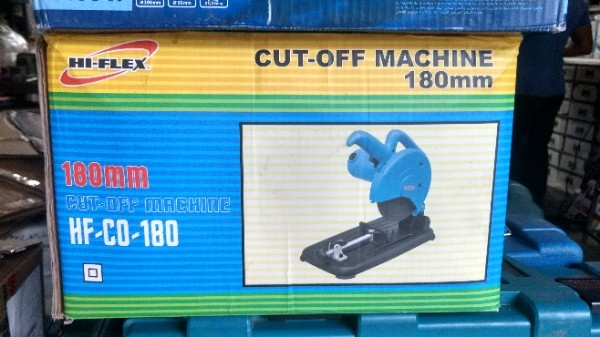 HI-FLEX
CUT-OFF MACHINE
180mm
180mm
CUT-OFF MACHINE
HF-CO-180